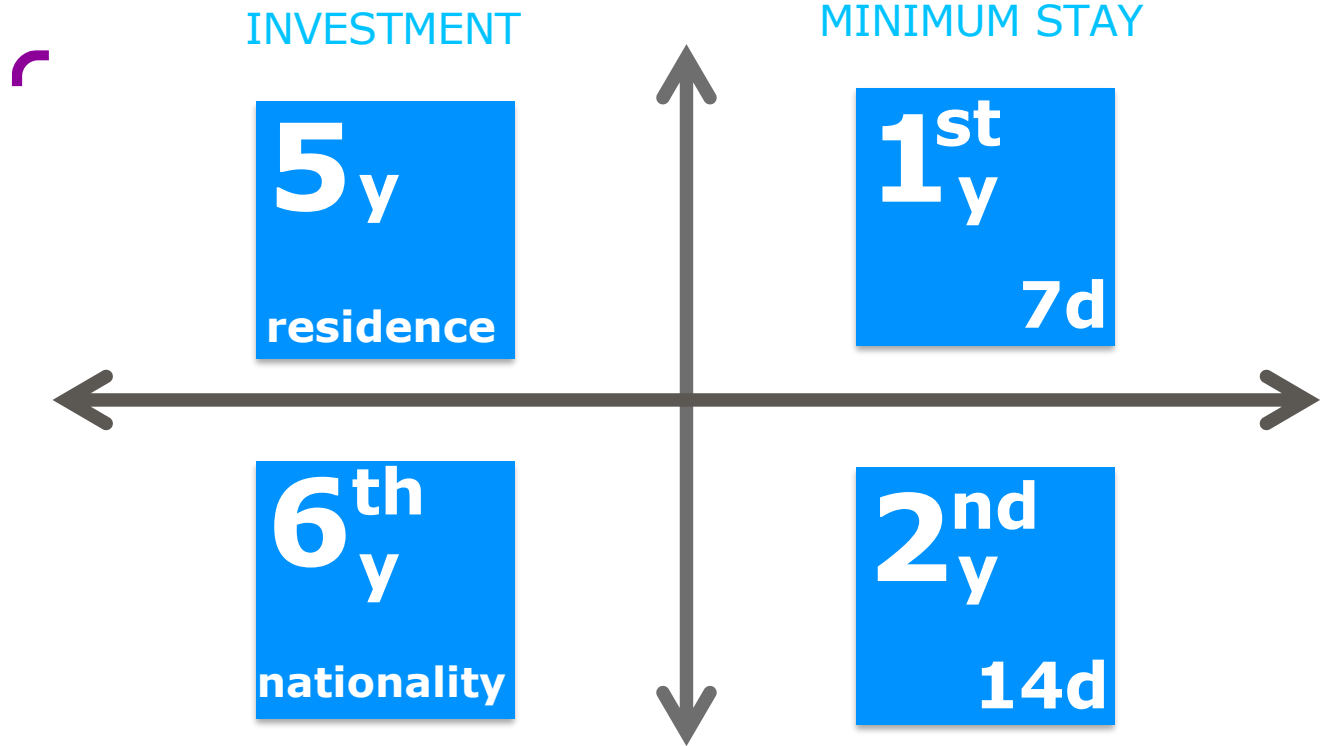 INVESTMENT
MINIMUM STAY
5y
residence
1st y
7d
6th y
nationality
2nd y
14d